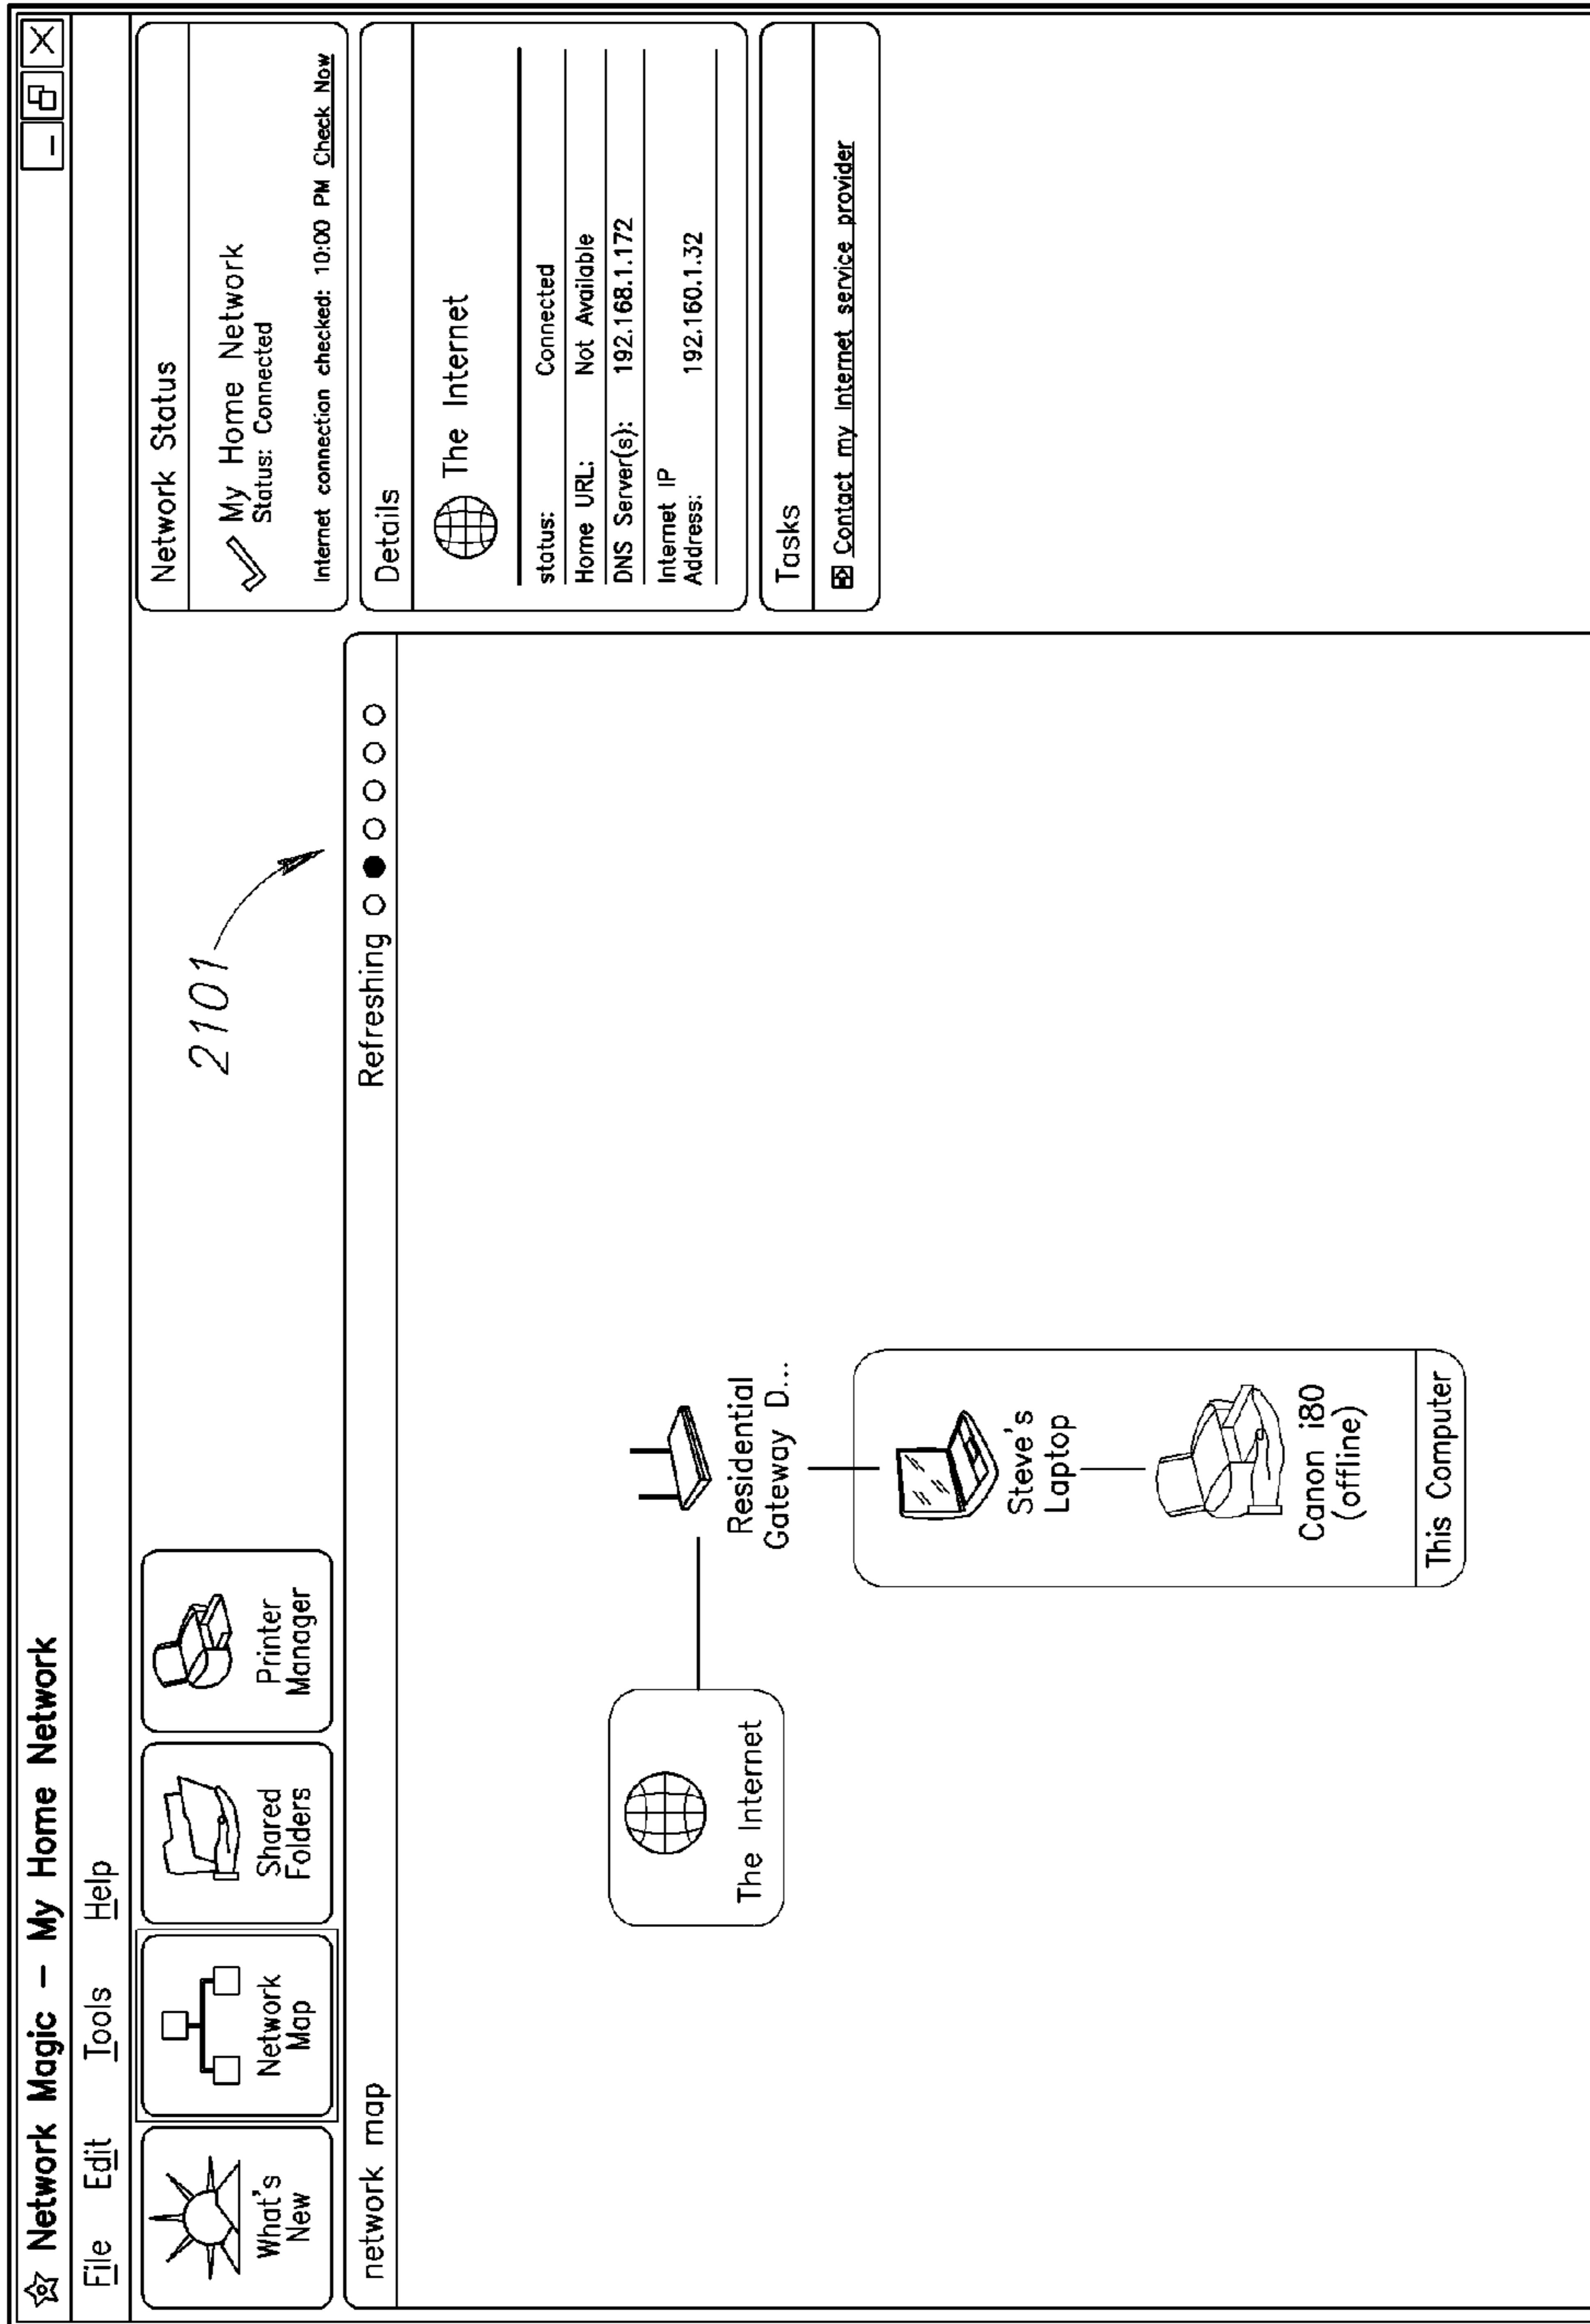 Network Magic – My Home Network
File Edit Tools Help
What's
New
Network
Map
Shared
Folders
Printer
Manager
2101
network map
Refreshing
The Internet
Residential
Gateway D...
Steve's
Laptop
Canon i80
(offline)
This Computer
Network Status
My Home Network
Status: Connected
Internet connection checked: 10:00 PM Check Now
Details
The Internet
status: Connected
Home URL: Not Available
DNS Server(s): 192.168.1.172
Internet IP
Address: 192.160.1.32
Tasks
Contact my Internet service provider